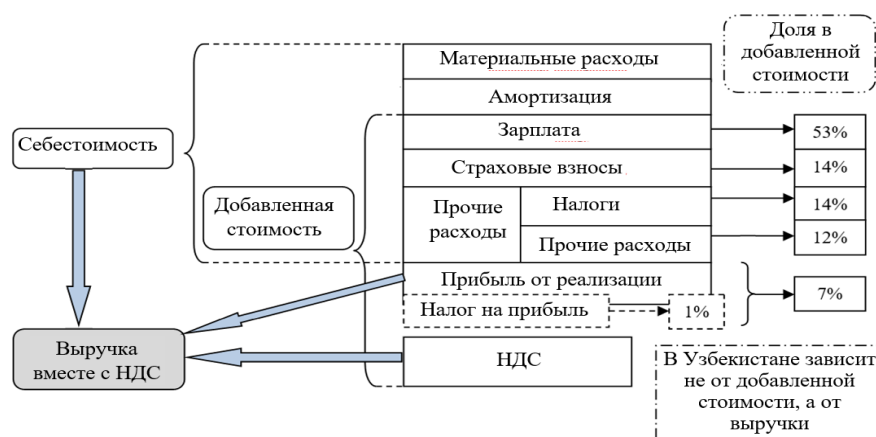 Доля в
добавленной
стоимости
Материальные расходы
Амортизация
Зарплата
53%
Себестоимость
Страховые взносы
14%
Добавленная
стоимость
Прочие
расходы
Налоги
14%
Прочие расходы
12%
Прибыль от реализации
7%
Налог на прибыль
1%
Выручка
вместе с НДС
НДС
В Узбекистане зависит
не от добавленной
стоимости, а от
выручки